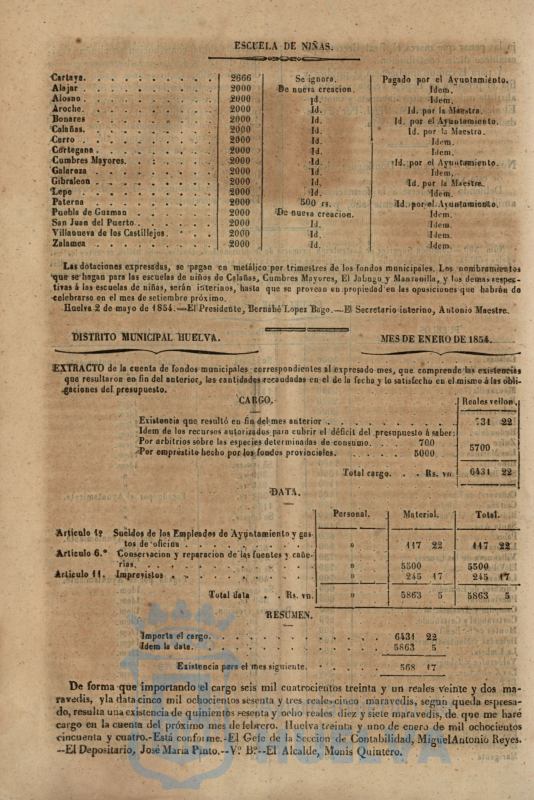 ESCUELA DE NIÑAS.
Cartaya. 2666 Se ignora. Pagado por el Ayuntamiento.
Alajar 2000 De nueva creacion. Idem.
Alosno. 2000 Id. Idem.
Aroche. 2000 Id. Id. por la Maestra.
Bonares 2000 Id. Id. por el Ayuntamiento.
Calañas. 2000 Id. Id. por la Maestra.
Cerro. 2000 Id. Idem.
Cortegana. 2000 Id. Idem.
Cumbres Mayores. 2000 Id. Id. por el Ayuntamiento.
Galaroza 2000 Id. Idem.
Gibraleon 2000 Id. Id. por la Maestra.
Lepe 2000 Id. Idem.
Paterna 2000 500 rs. Id. por el Ayuntamiento.
Puebla de Guzman 2000 De nueva creacion. Idem.
San Juan del Puerto. 2000 Id. Idem.
Villanueva de los Castillejos. 2000 Id. Idem.
Zalamea 2000 Id. Idem.
Las dotaciones expresadas, se pagan en metálico por trimestres de los fondos municipales. Los nombramientos
que se hagan para las escuelas de niños de Calañas, Cumbres Mayores, El Jabugo y Manzanilla, y los demas respec-
tivas á las escuelas de niñas, serán interinos, hasta que se provean en propiedad en las oposiciones que habrán de
celebrarse en el mes de setiembre próximo.
Huelva 2 de mayo de 1854.—El Presidente, Bernabé Lopez Bago.—El Secretario interino, Antonio Maestre.
DISTRITO MUNICIPAL HUELVA. MES DE ENERO DE 1854.
EXTRACTO de la cuenta de fondos municipales correspondientes al espresado mes, que comprende las existencias
que resultaron en fin del anterior, las cantidades recaudadas en el de la fecha y lo satisfecho en el mismo á las obli-
gaciones del presupuesto.
CARGO.
Reales vellon.
Existencia que resultó en fin del mes anterior 731 22
Idem de los recursos autorizados para cubrir el déficit del presupuesto á saber:
Por arbitrios sobre las especies determinadas de consumo. 700
Por empréstito hecho por los fondos provinciales. 5000 5700
Total cargo. Rs. vn. 6431 22
DATA.
Personal. Material. Total.
Articulo 1º Sueldos de los Empleados de Ayuntamiento y gas-
tos de oficina » 117 22 117 22
Articulo 6.º Conservacion y reparacion de las fuentes y cañe-
rias. » 5500 5500
Articulo 11. Imprevistos » 245 17 245 17
Total data Rs. vn. » 5863 5 5863 5
RESUMEN.
Importa el cargo. 6431 22
Idem la data. 5863 5
Existencia para el mes siguiente. 568 17
De forma que importando el cargo seis mil cuatrocientos treinta y un reales veinte y dos ma-
ravedis, y la data cinco mil ochocientos sesenta y tres reales cinco maravedis, segun queda espresa-
do, resulta una existencia de quinientos sesenta y ocho reales diez y siete maravedis, de que me haré
cargo en la cuenta del próximo mes de febrero. Huelva treinta y uno de enero de mil ochocientos
cincuenta y cuatro.-Está conforme.-El Gefe de la Seccion de Contabilidad, Miguel Antonio Reyes.
--El Depositario, José Maria Pinto.--V.º B.º--El Alcalde, Monis Quintero.
HUELVA